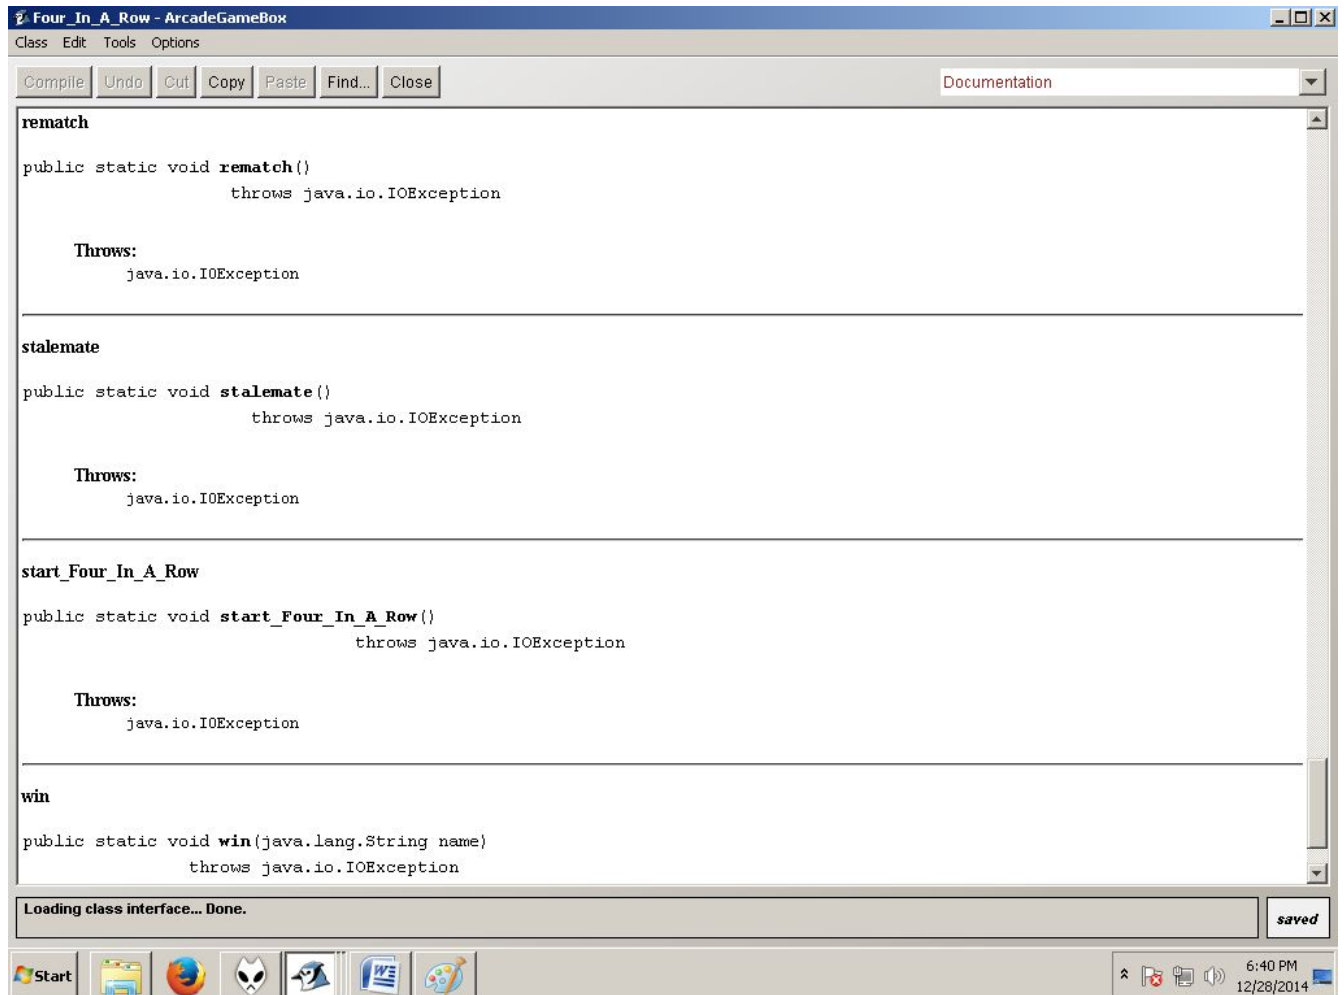 Four_In_A_Row - ArcadeGameBox
Class Edit Tools Options
Compile Undo Cut Copy Paste Find... Close Documentation
rematch
public static void rematch()
throws java.io.IOException
Throws:
java.io.IOException
stalemate
public static void stalemate()
throws java.io.IOException
Throws:
java.io.IOException
start_Four_In_A_Row
public static void start_Four_In_A_Row()
throws java.io.IOException
Throws:
java.io.IOException
win
public static void win(java.lang.String name)
throws java.io.IOException
Loading class interface... Done.
saved
Start 6:40 PM
12/28/2014